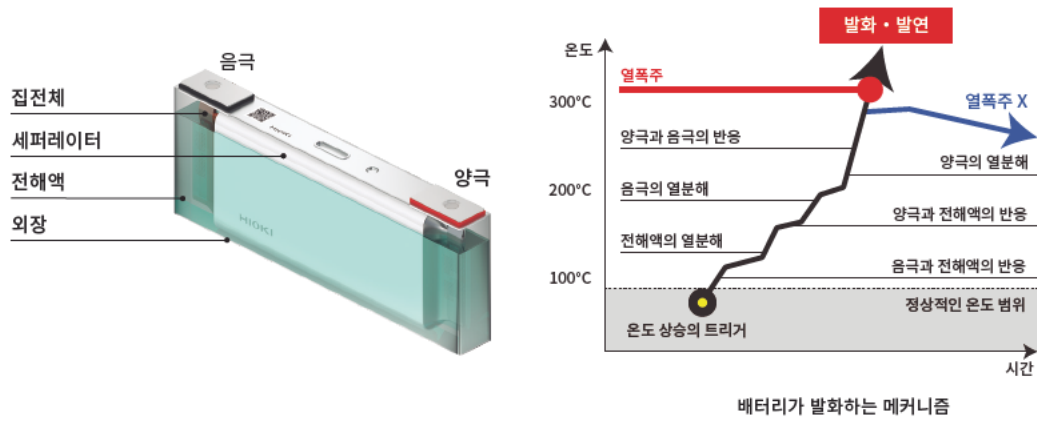 음극
집전체
세퍼레이터
전해액
외장
양극
HIOKI
HIOKI
발화・발연
온도
열폭주
300°C
열폭주 X
양극과 음극의 반응
양극의 열분해
200°C
음극의 열분해
양극과 전해액의 반응
전해액의 열분해
음극과 전해액의 반응
100°C
정상적인 온도 범위
온도 상승의 트리거
시간
배터리가 발화하는 메커니즘